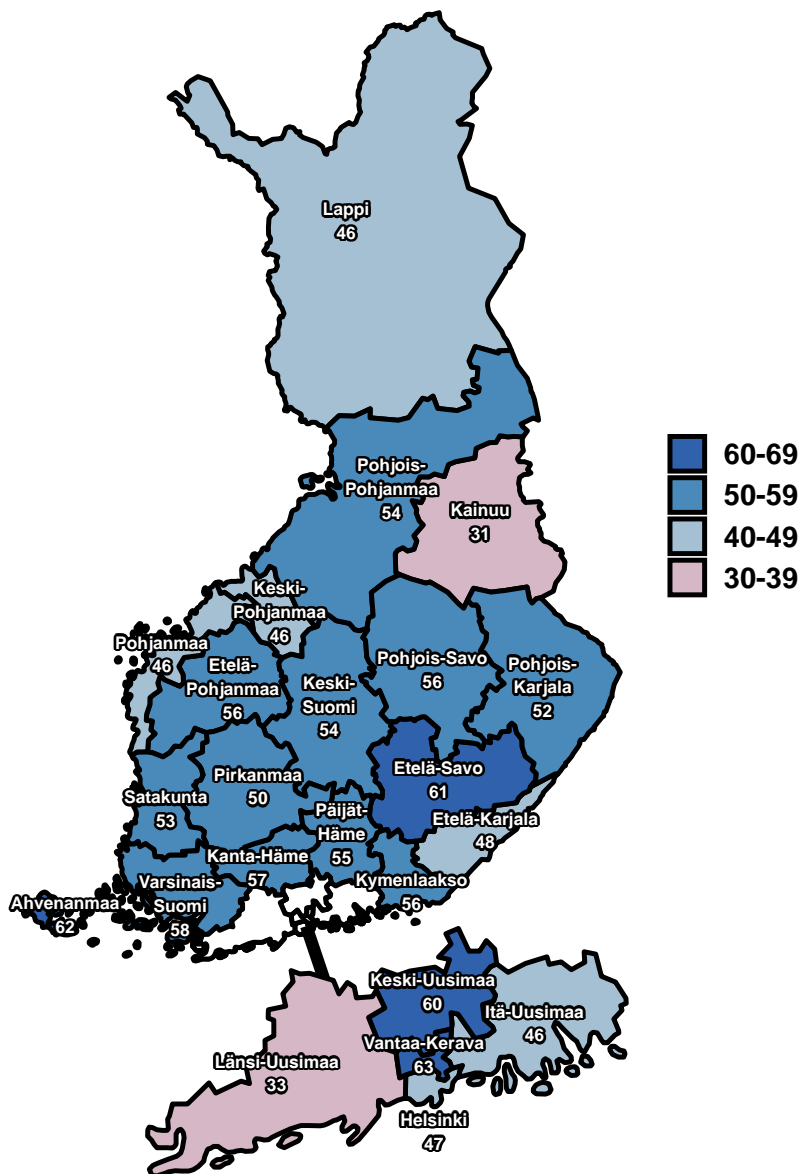 Lappi
46
Pohjois-
Pohjanmaa
54
Kainuu
31
60-69
50-59
40-49
30-39
Keski-
Pohjanmaa
46
Pohjanmaa
46
Etelä-
Pohjanmaa
56
Keski-
Suomi
54
Pohjois-Savo
56
Pohjois-
Karjala
52
Etelä-Savo
61
Pirkanmaa
50
Satakunta
53
Päijät-
Häme
55
Etelä-Karjala
48
Kanta-Häme
57
Kymenlaakso
56
Varsinais-
Suomi
58
Ahvenanmaa
62
Keski-Uusimaa
60
Itä-Uusimaa
46
Vantaa-Kerava
63
Länsi-Uusimaa
33
Helsinki
47